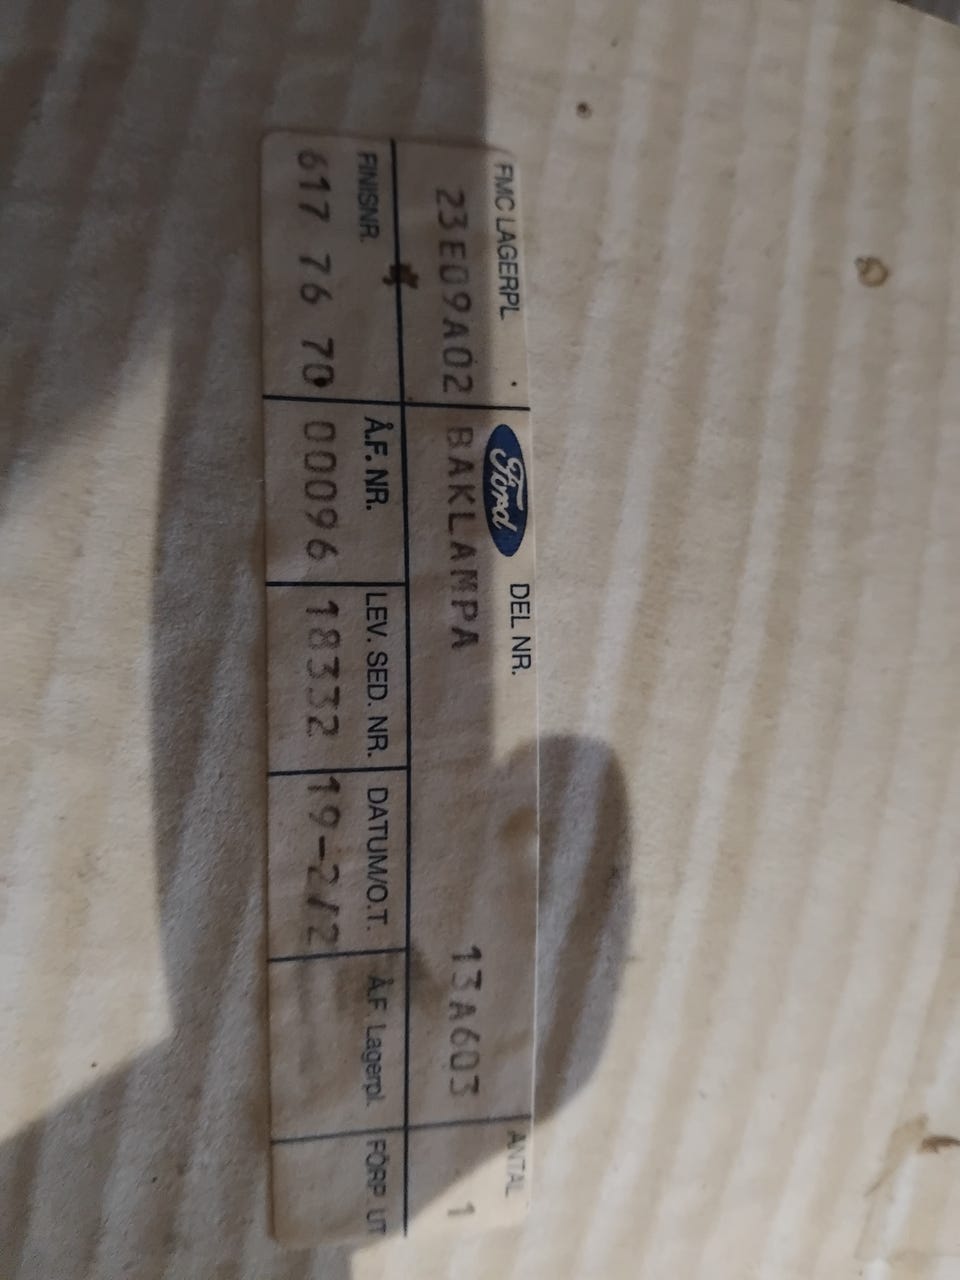 FMC LAGERPL. Ford DEL NR. ANTAL
23E09A02 BAKLAMPA 13A603 1
FINISNR. Å.F. NR. LEV. SED. NR. DATUM/O.T. Å.F. Lagerpl. FÖRP UT
617 76 70 00096 18332 19-2/2